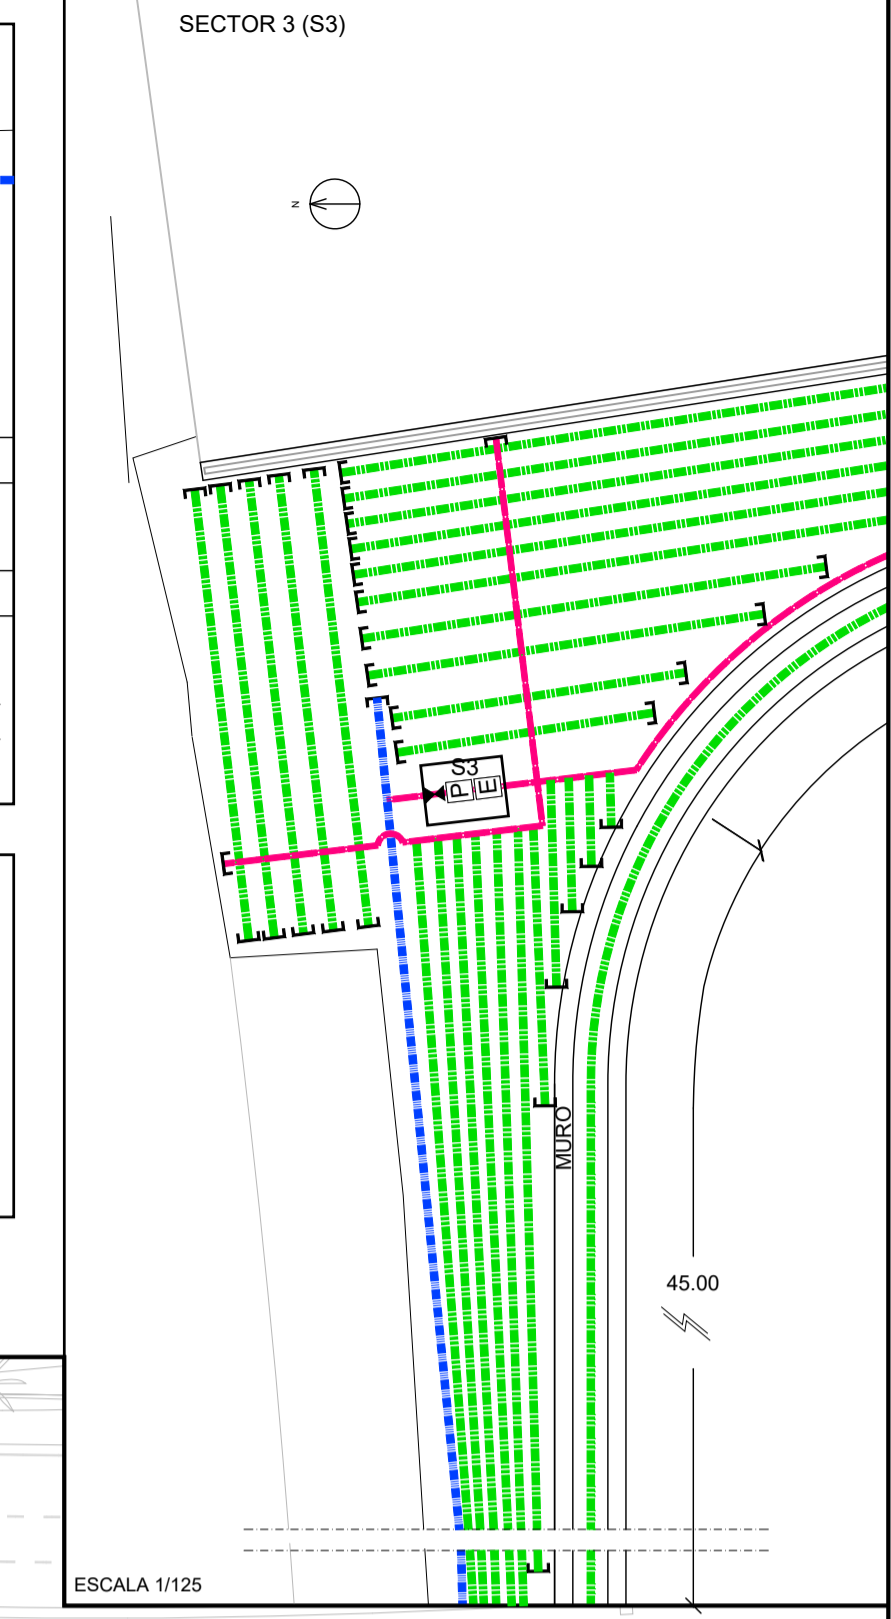 SECTOR 3 (S3)
N
S3
P
E
MURO
45.00
ESCALA 1/125